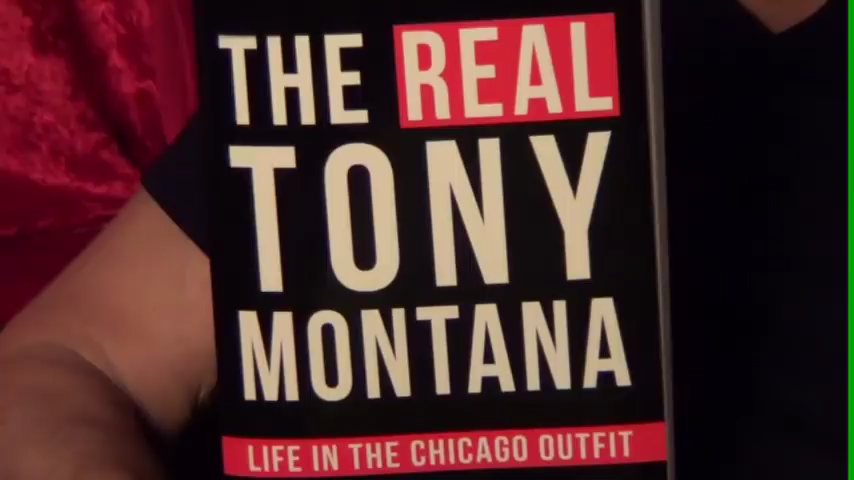 THE REAL
TONY
MONTANA
LIFE IN THE CHICAGO OUTFIT